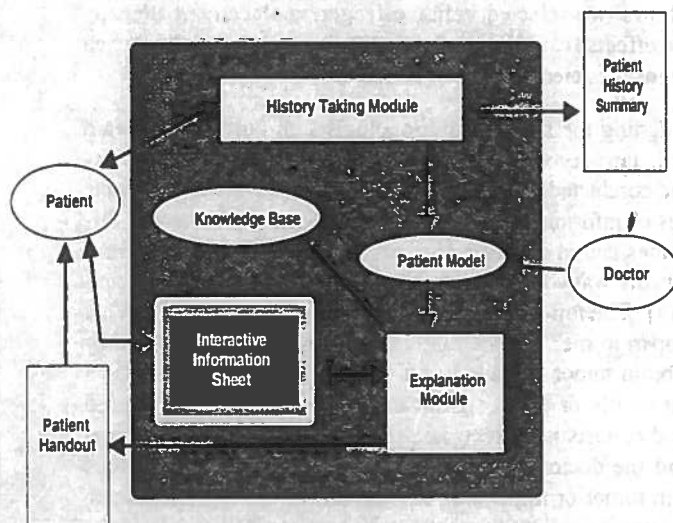 History Taking Module
Patient
History
Summary
Patient
Knowledge Base
Patient Model
Doctor
Interactive
Information
Sheet
Explanation
Module
Patient
Handout